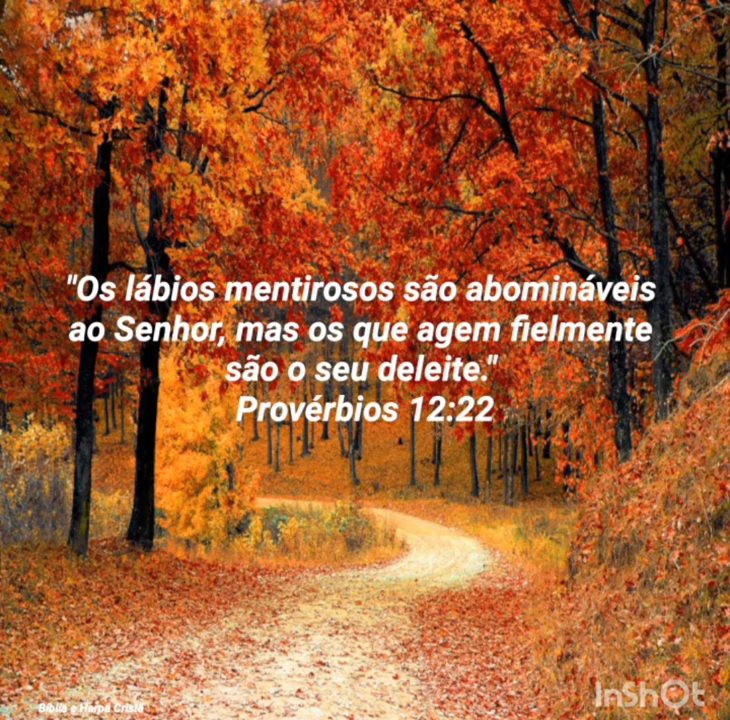 "Os lábios mentirosos são abomináveis
ao Senhor, mas os que agem fielmente
são o seu deleite."
Provérbios 12:22
Bíblia e Harpa Cristã
InShOt